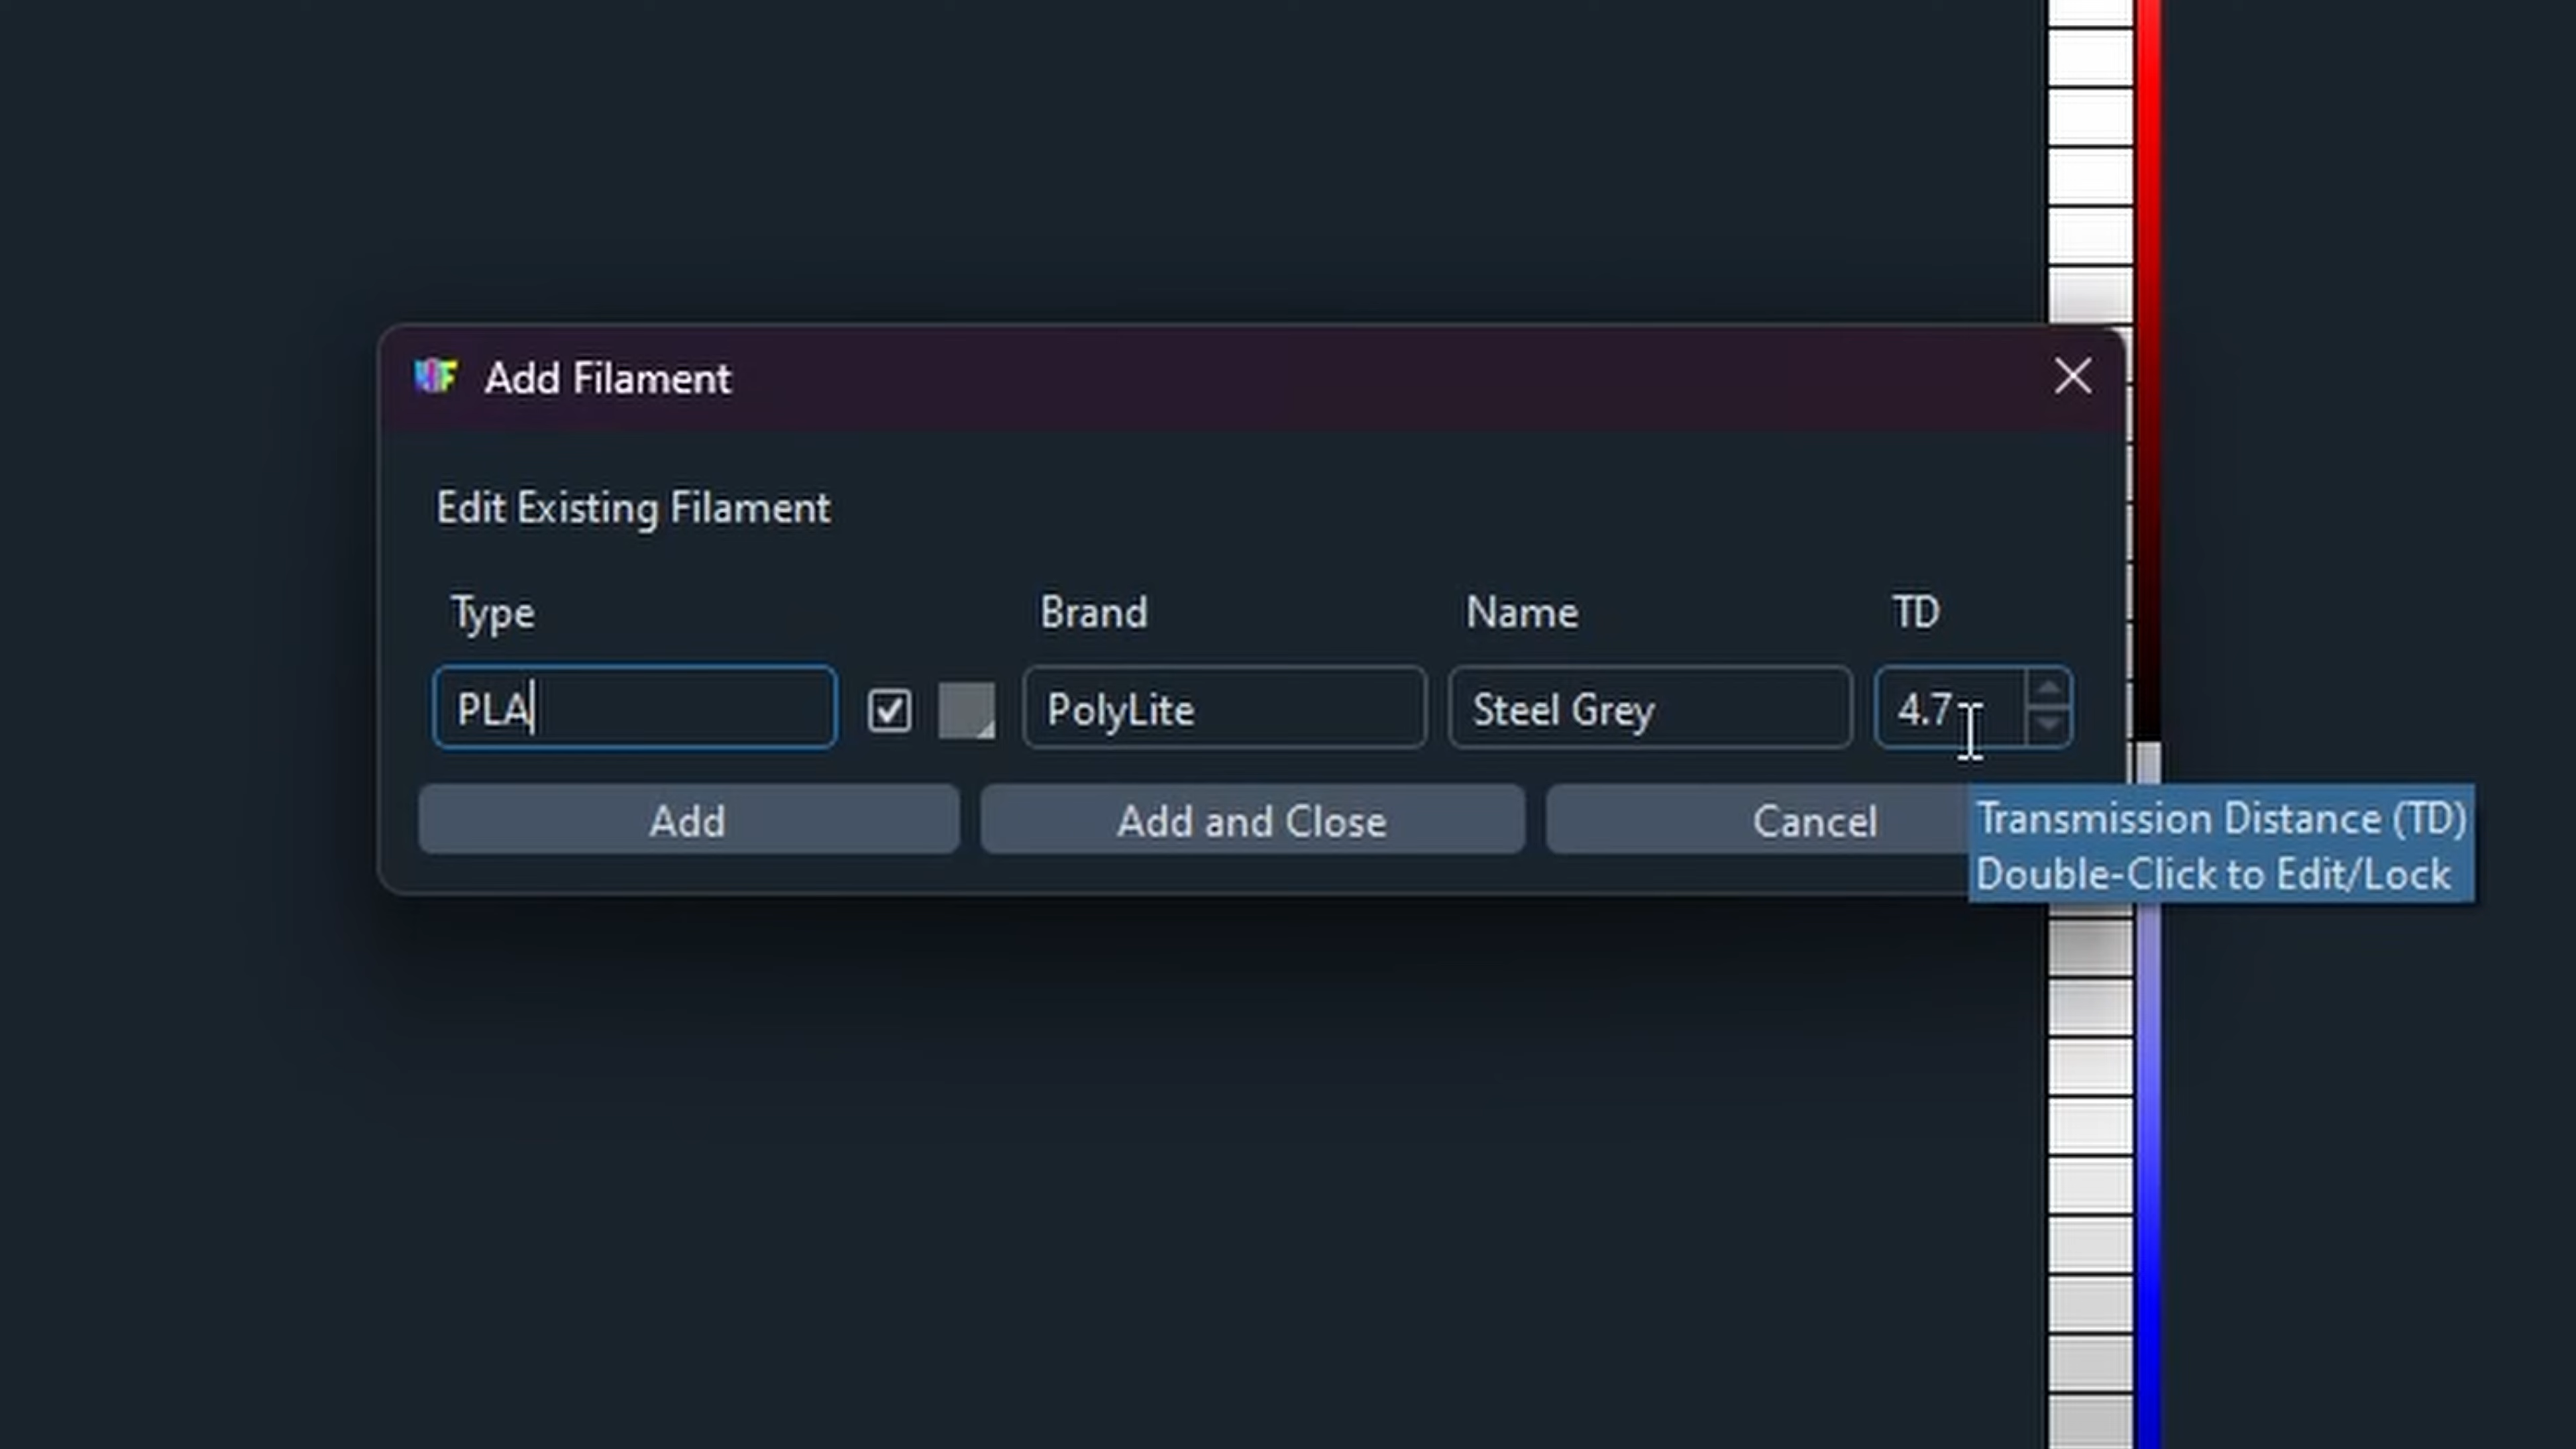 Add Filament
Edit Existing Filament
Type Brand Name TD
PLA PolyLite Steel Grey 4.7
Add Add and Close Cancel
Transmission Distance (TD)
Double-Click to Edit/Lock